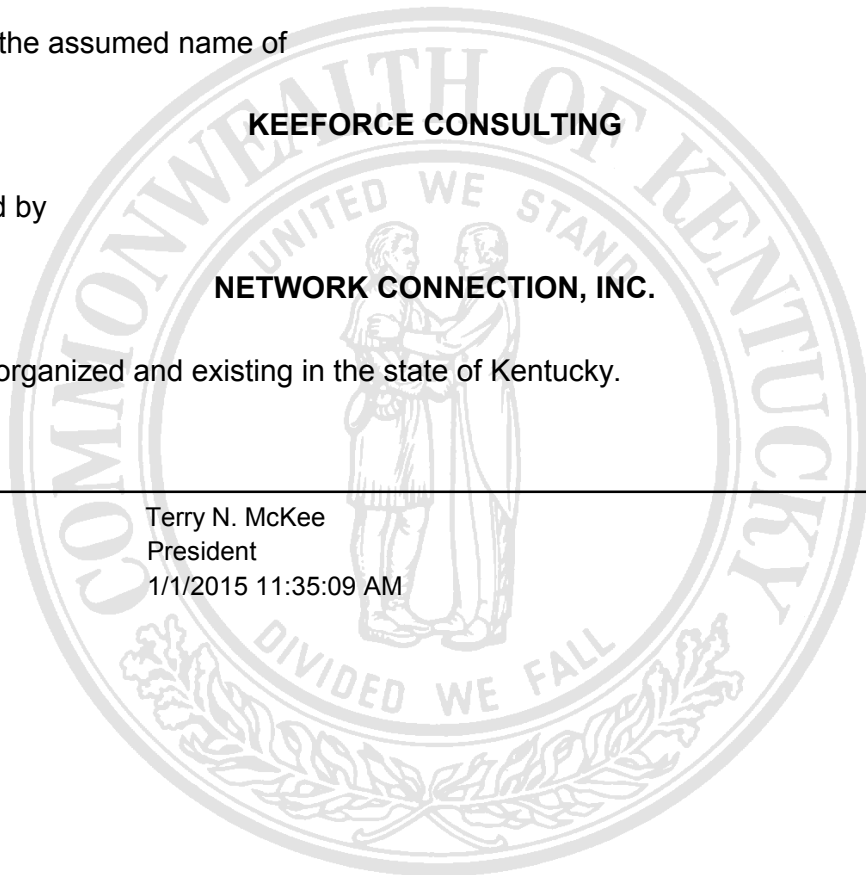 the assumed name of
KEEFORCE CONSULTING
d by
NETWORK CONNECTION, INC.
organized and existing in the state of Kentucky.
Terry N. McKee
President
1/1/2015 11:35:09 AM
COMMONWEALTH OF KENTUCKY
UNITED WE STAND
DIVIDED WE FALL